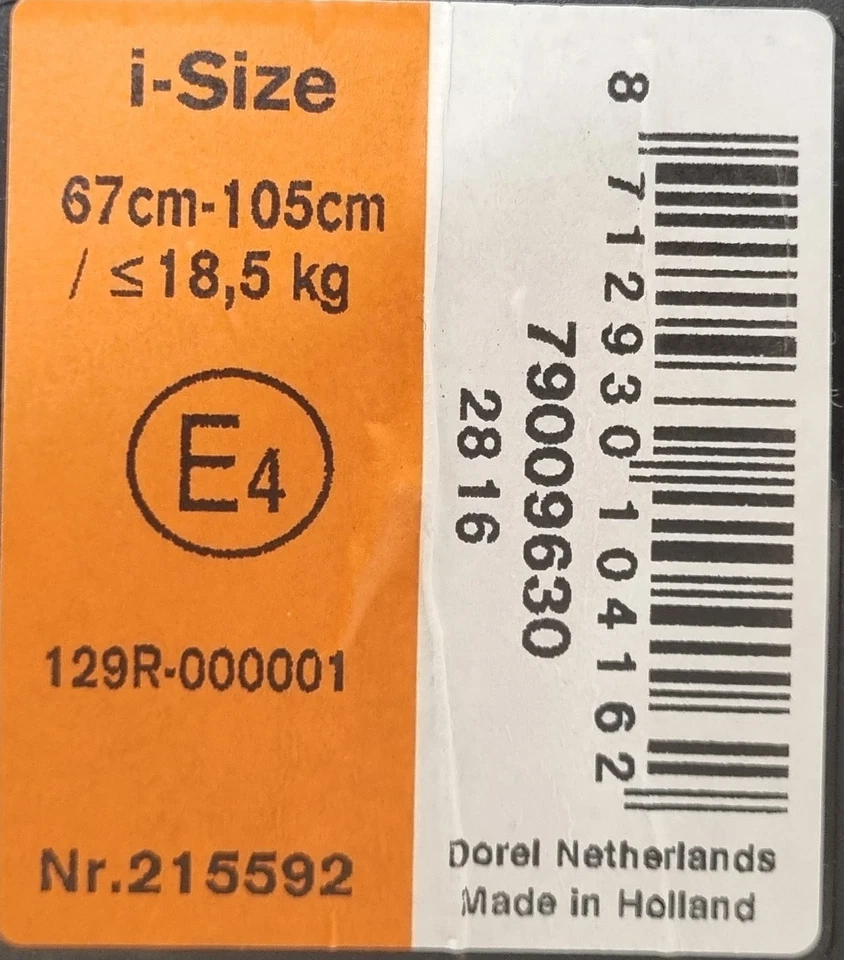 i-Size
67cm-105cm
/ ≤18,5 kg
E4
129R-000001
Nr.215592
8 712930 104162
79009630
2816
Dorel Netherlands
Made in Holland